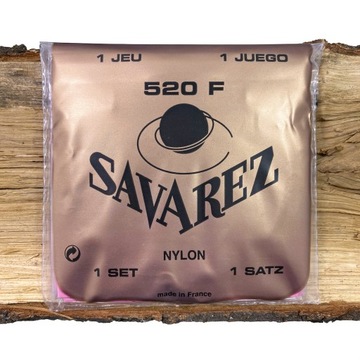 1 JEU 1 JUEGO
520 F
SAVAREZ
NYLON
1 SET 1 SATZ
made in France